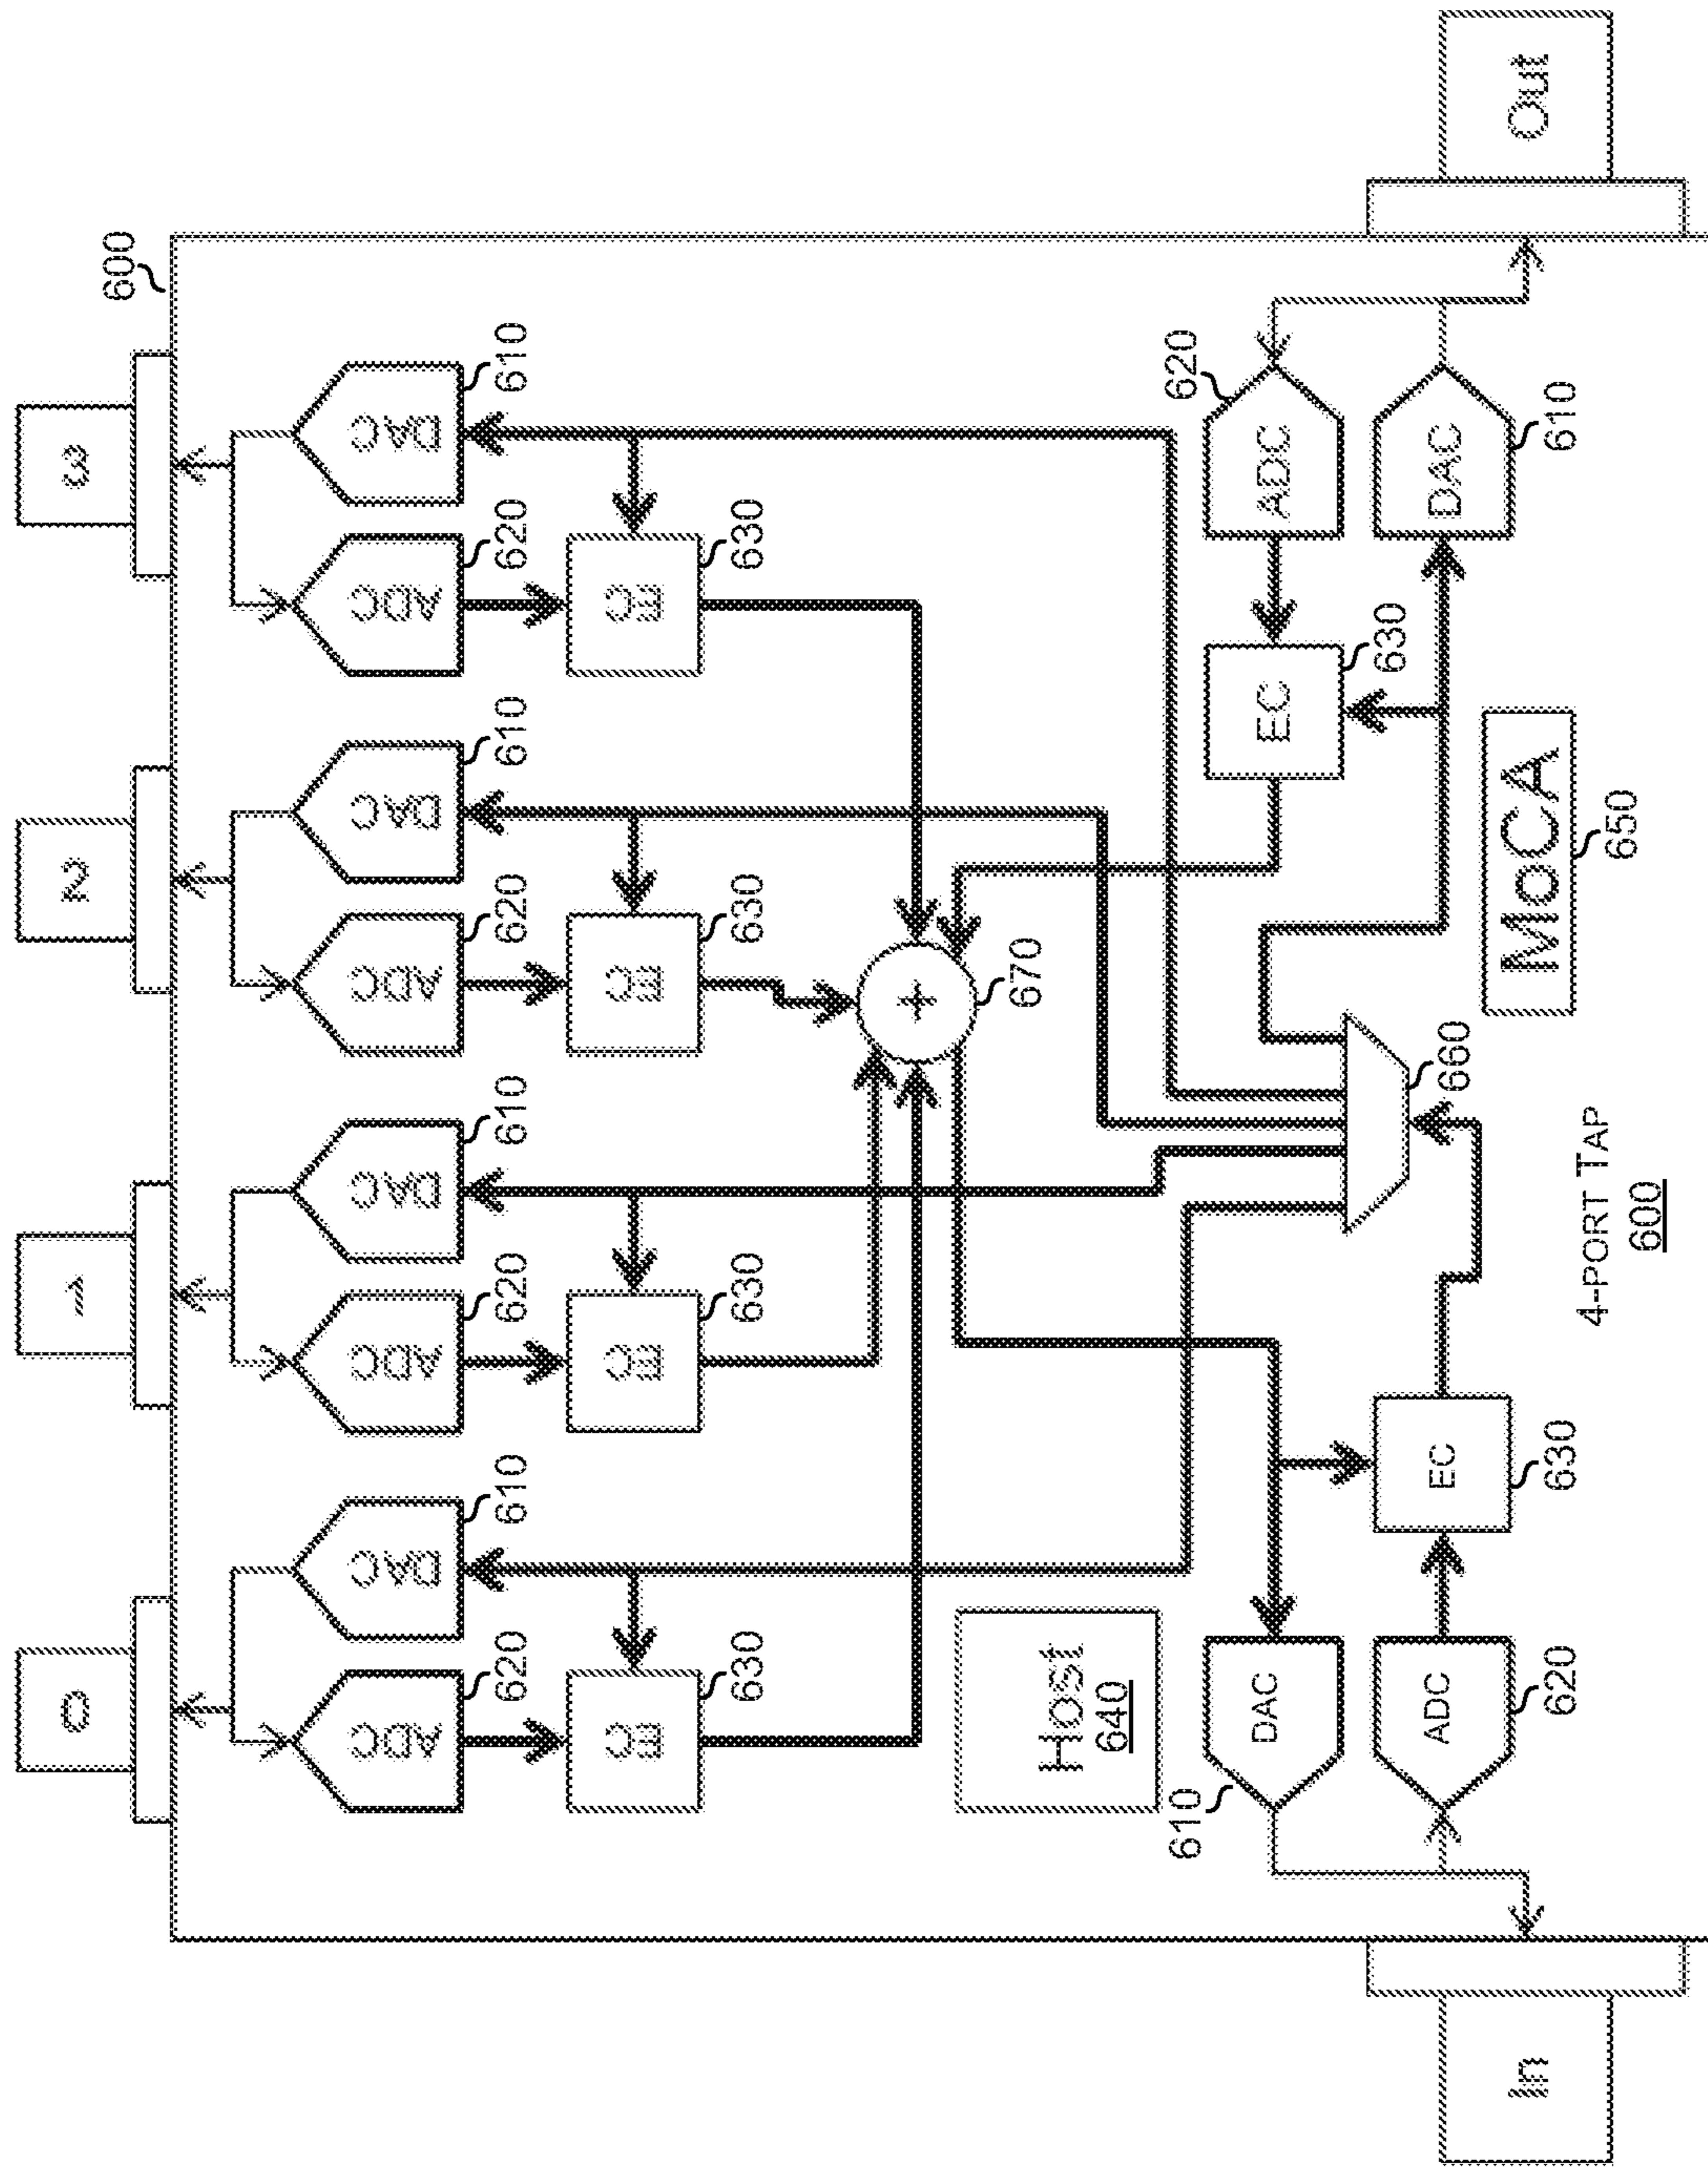 0
1
2
3
600
ADC
DAC
ADC
DAC
ADC
DAC
ADC
DAC
620
610
620
610
620
610
620
610
EC
EC
EC
EC
630
630
630
630
+
670
Host
640
610
620
DAC
ADC
EC
630
EC
630
ADC
DAC
620
610
660
MoCA
650
In
Out
4-PORT TAP
600